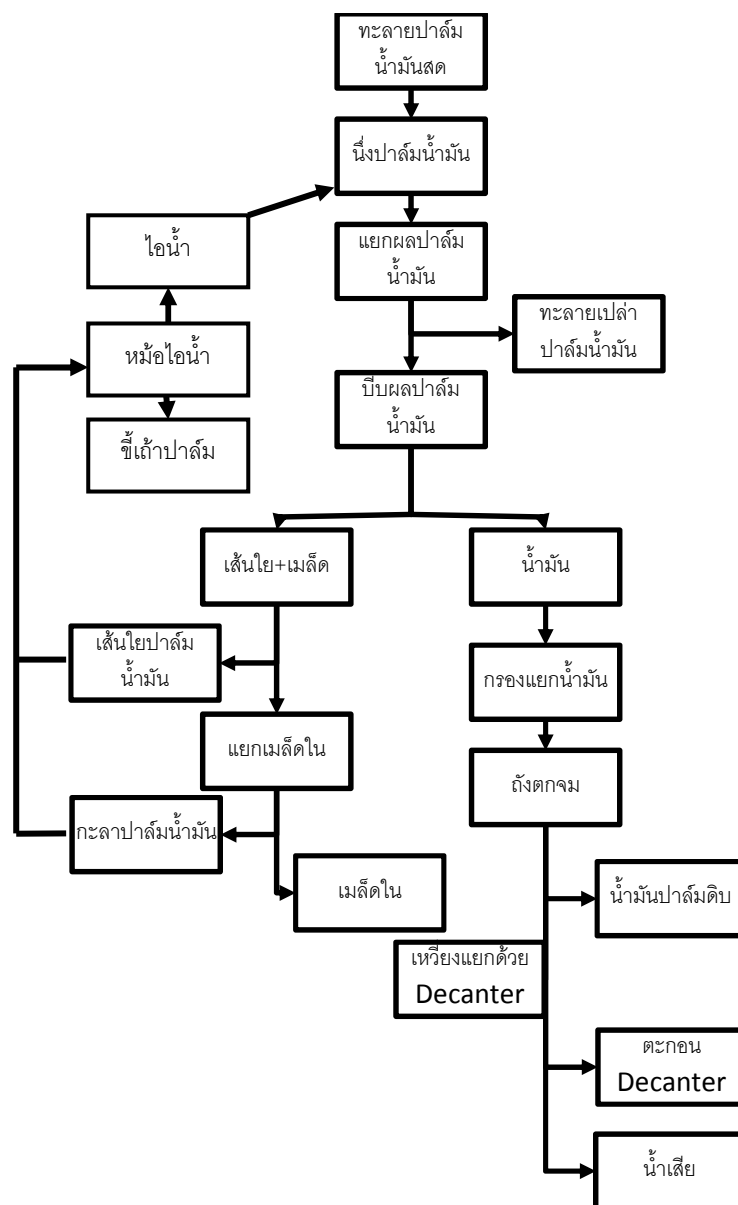 ทะลายปาล์ม
น้ำมันสด
นึ่งปาล์มน้ำมัน
ไอน้ำ
แยกผลปาล์ม
น้ำมัน
ทะลายเปล่า
ปาล์มน้ำมัน
หม้อไอน้ำ
บีบผลปาล์ม
น้ำมัน
ขี้เถ้าปาล์ม
เส้นใย+เมล็ด
น้ำมัน
เส้นใยปาล์ม
น้ำมัน
กรองแยกน้ำมัน
แยกเมล็ดใน
ถังตกจม
กะลาปาล์มน้ำมัน
เมล็ดใน
น้ำมันปาล์มดิบ
เหวี่ยงแยกด้วย
Decanter
ตะกอน
Decanter
น้ำเสีย